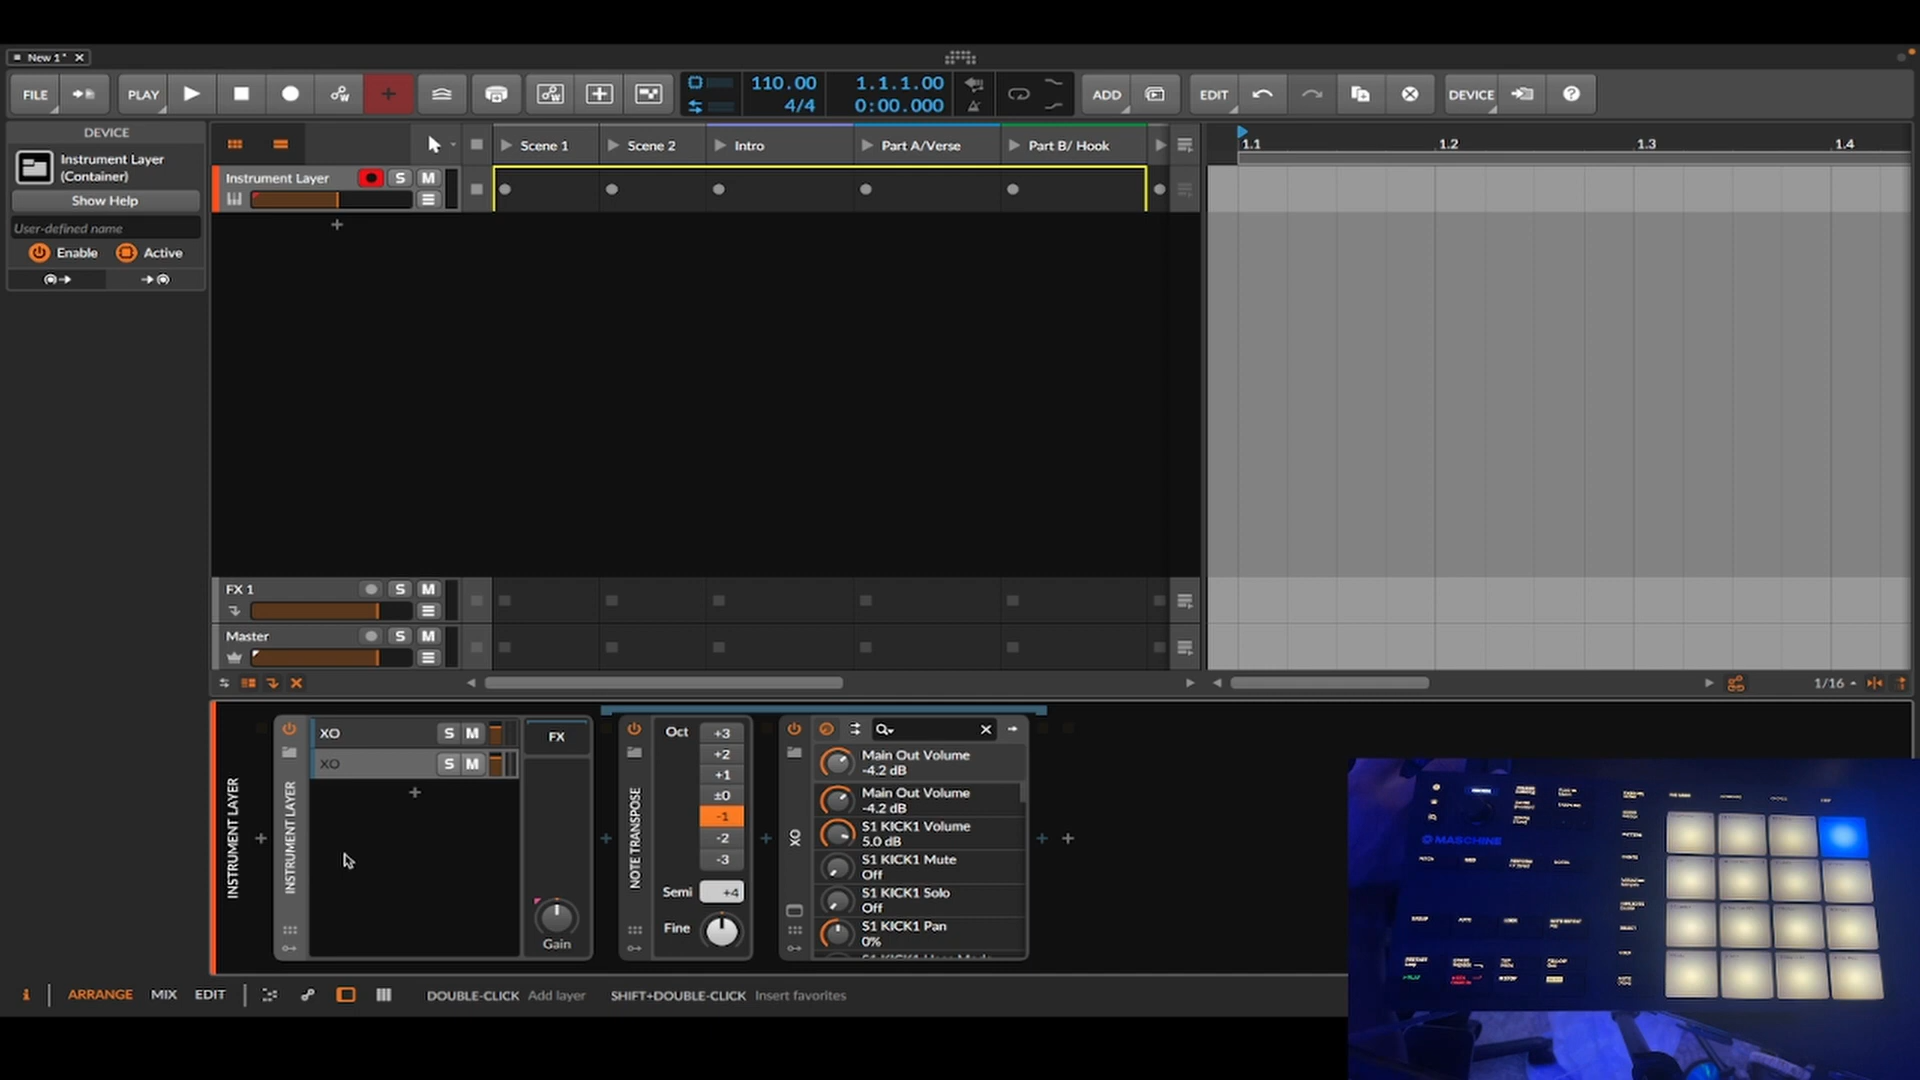 New 1*
FILE
PLAY
110.00
4/4
1.1.1.00
0:00.000
ADD
EDIT
DEVICE
DEVICE
Instrument Layer
(Container)
Show Help
User-defined name
Enable
Active
Scene 1
Scene 2
Intro
Part A/Verse
Part B/ Hook
1.1
1.2
1.3
1.4
Instrument Layer
S
M
FX 1
S
M
Master
S
M
1/16
INSTRUMENT LAYER
INSTRUMENT LAYER
XO
S
M
XO
S
M
FX
Gain
NOTE TRANSPOSE
Oct
+3
+2
+1
±0
-1
-2
-3
Semi
+4
Fine
XO
Main Out Volume
-4.2 dB
Main Out Volume
-4.2 dB
S1 KICK1 Volume
5.0 dB
S1 KICK1 Mute
Off
S1 KICK1 Solo
Off
S1 KICK1 Pan
0%
MASCHINE
i
ARRANGE
MIX
EDIT
DOUBLE-CLICK Add layer
SHIFT+DOUBLE-CLICK Insert favorites